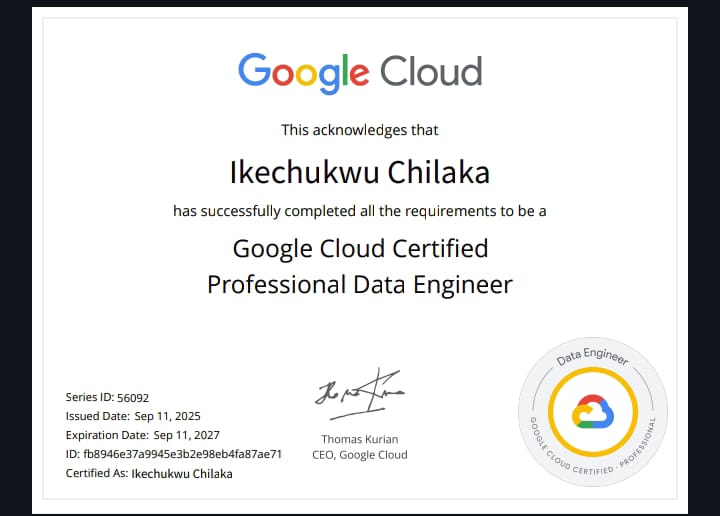 Google Cloud
This acknowledges that
Ikechukwu Chilaka
has successfully completed all the requirements to be a
Google Cloud Certified
Professional Data Engineer
Series ID: 56092
Issued Date: Sep 11, 2025
Expiration Date: Sep 11, 2027
ID: fb8946e37a9945e3b2e98eb4fa87ae71
Certified As: Ikechukwu Chilaka
Thomas Kurian
CEO, Google Cloud
Data Engineer
GOOGLE CLOUD CERTIFIED · PROFESSIONAL